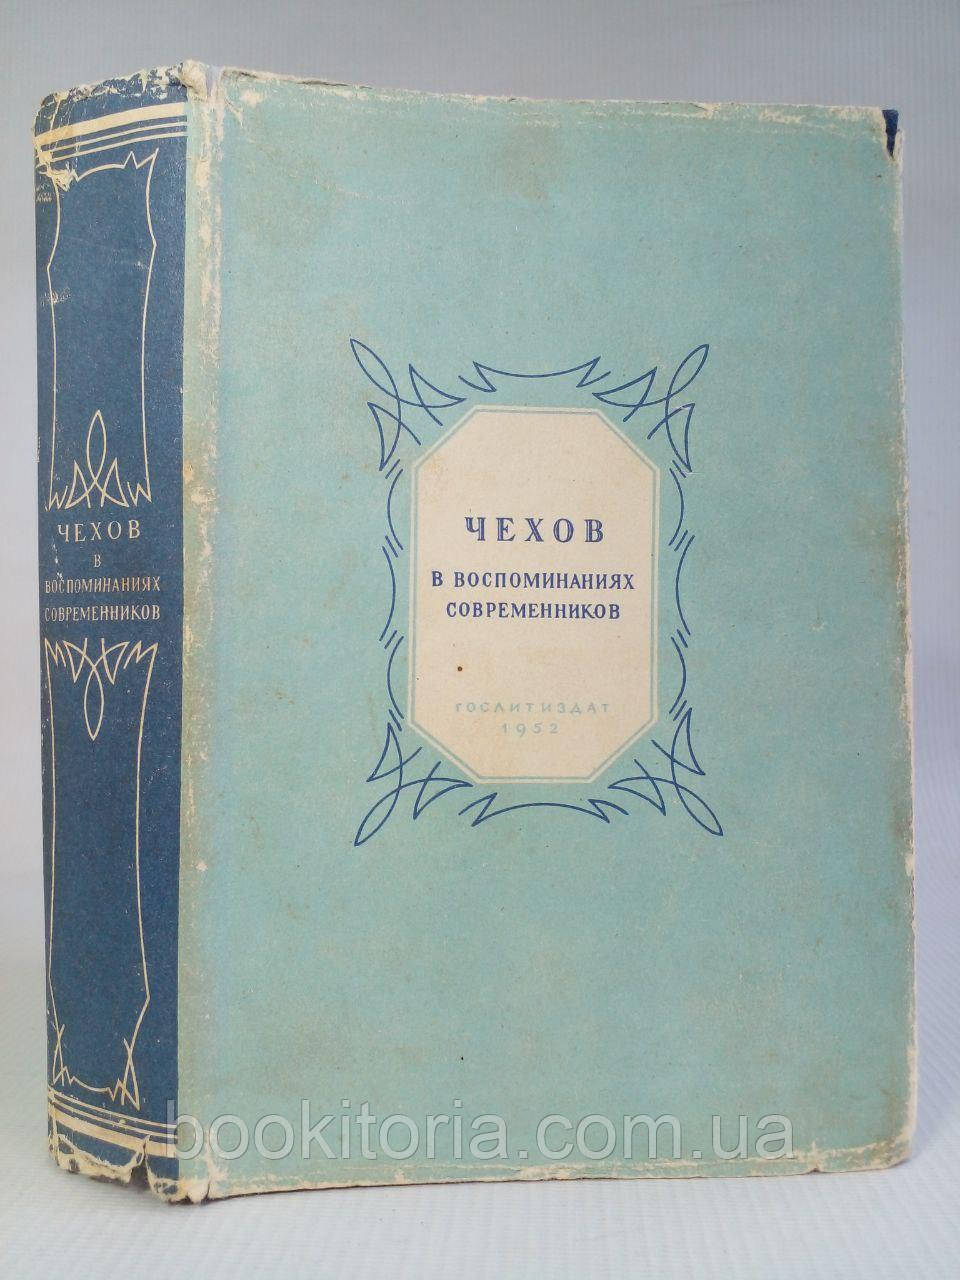 ЧЕХОВ
В
ВОСПОМИНАНИЯХ
СОВРЕМЕННИКОВ
ЧЕХОВ
В ВОСПОМИНАНИЯХ
СОВРЕМЕННИКОВ
ГОСЛИТИЗДАТ
1952
bookitoria.com.ua